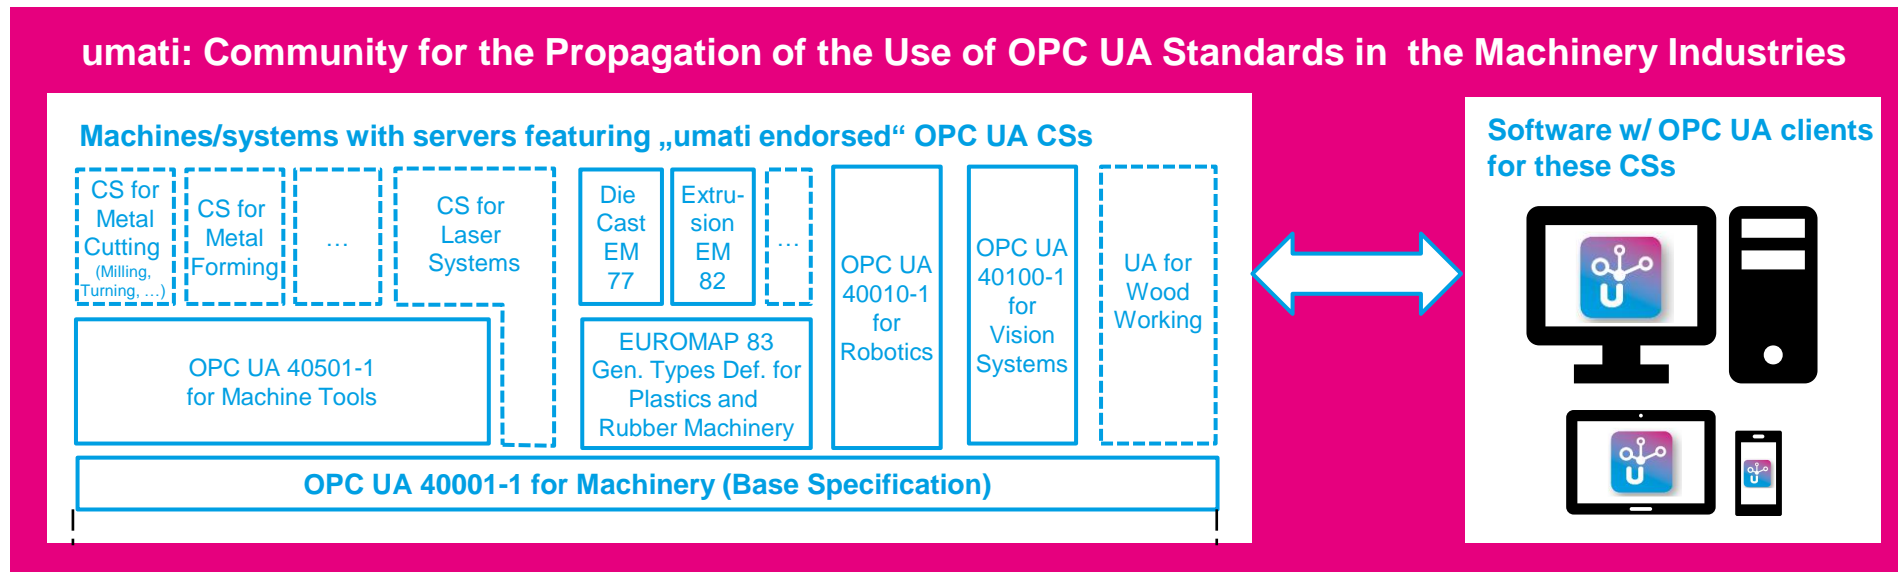 umati: Community for the Propagation of the Use of OPC UA Standards in the Machinery Industries
Machines/systems with servers featuring „umati endorsed“ OPC UA CSs
CS for
Metal
Cutting
(Milling,
Turning, …)
CS for
Metal
Forming
…
CS for
Laser
Systems
Die
Cast
EM
77
Extru-
sion
EM
82
…
OPC UA
40010-1
for
Robotics
OPC UA
40100-1
for
Vision
Systems
UA for
Wood
Working
OPC UA 40501-1
for Machine Tools
EUROMAP 83
Gen. Types Def. for
Plastics and
Rubber Machinery
OPC UA 40001-1 for Machinery (Base Specification)
Software w/ OPC UA clients
for these CSs
u
u
u